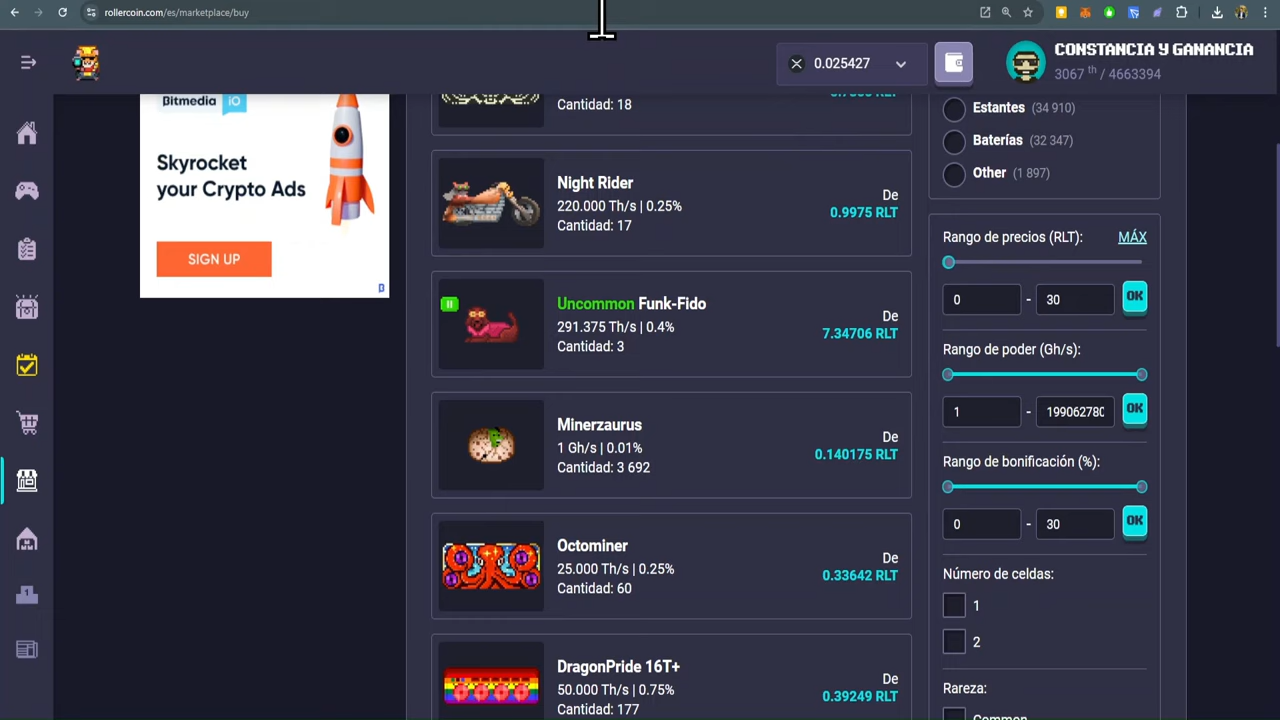 rollercoin.com/es/marketplace/buy
0.025427
CONSTANCIA Y GANANCIA
3067 th / 4663394
Bitmedia IO
Skyrocket
your Crypto Ads
SIGN UP
Cantidad: 18
Night Rider
220.000 Th/s | 0.25%
Cantidad: 17
De
0.9975 RLT
Uncommon Funk-Fido
291.375 Th/s | 0.4%
Cantidad: 3
De
7.34706 RLT
Minerzaurus
1 Gh/s | 0.01%
Cantidad: 3 692
De
0.140175 RLT
Octominer
25.000 Th/s | 0.25%
Cantidad: 60
De
0.33642 RLT
DragonPride 16T+
50.000 Th/s | 0.75%
Cantidad: 177
De
0.39249 RLT
Estantes (34 910)
Baterías (32 347)
Other (1 897)
Rango de precios (RLT): MÁX
0 - 30 OK
Rango de poder (Gh/s):
1 - 199062780 OK
Rango de bonificación (%):
0 - 30 OK
Número de celdas:
1
2
Rareza:
Common